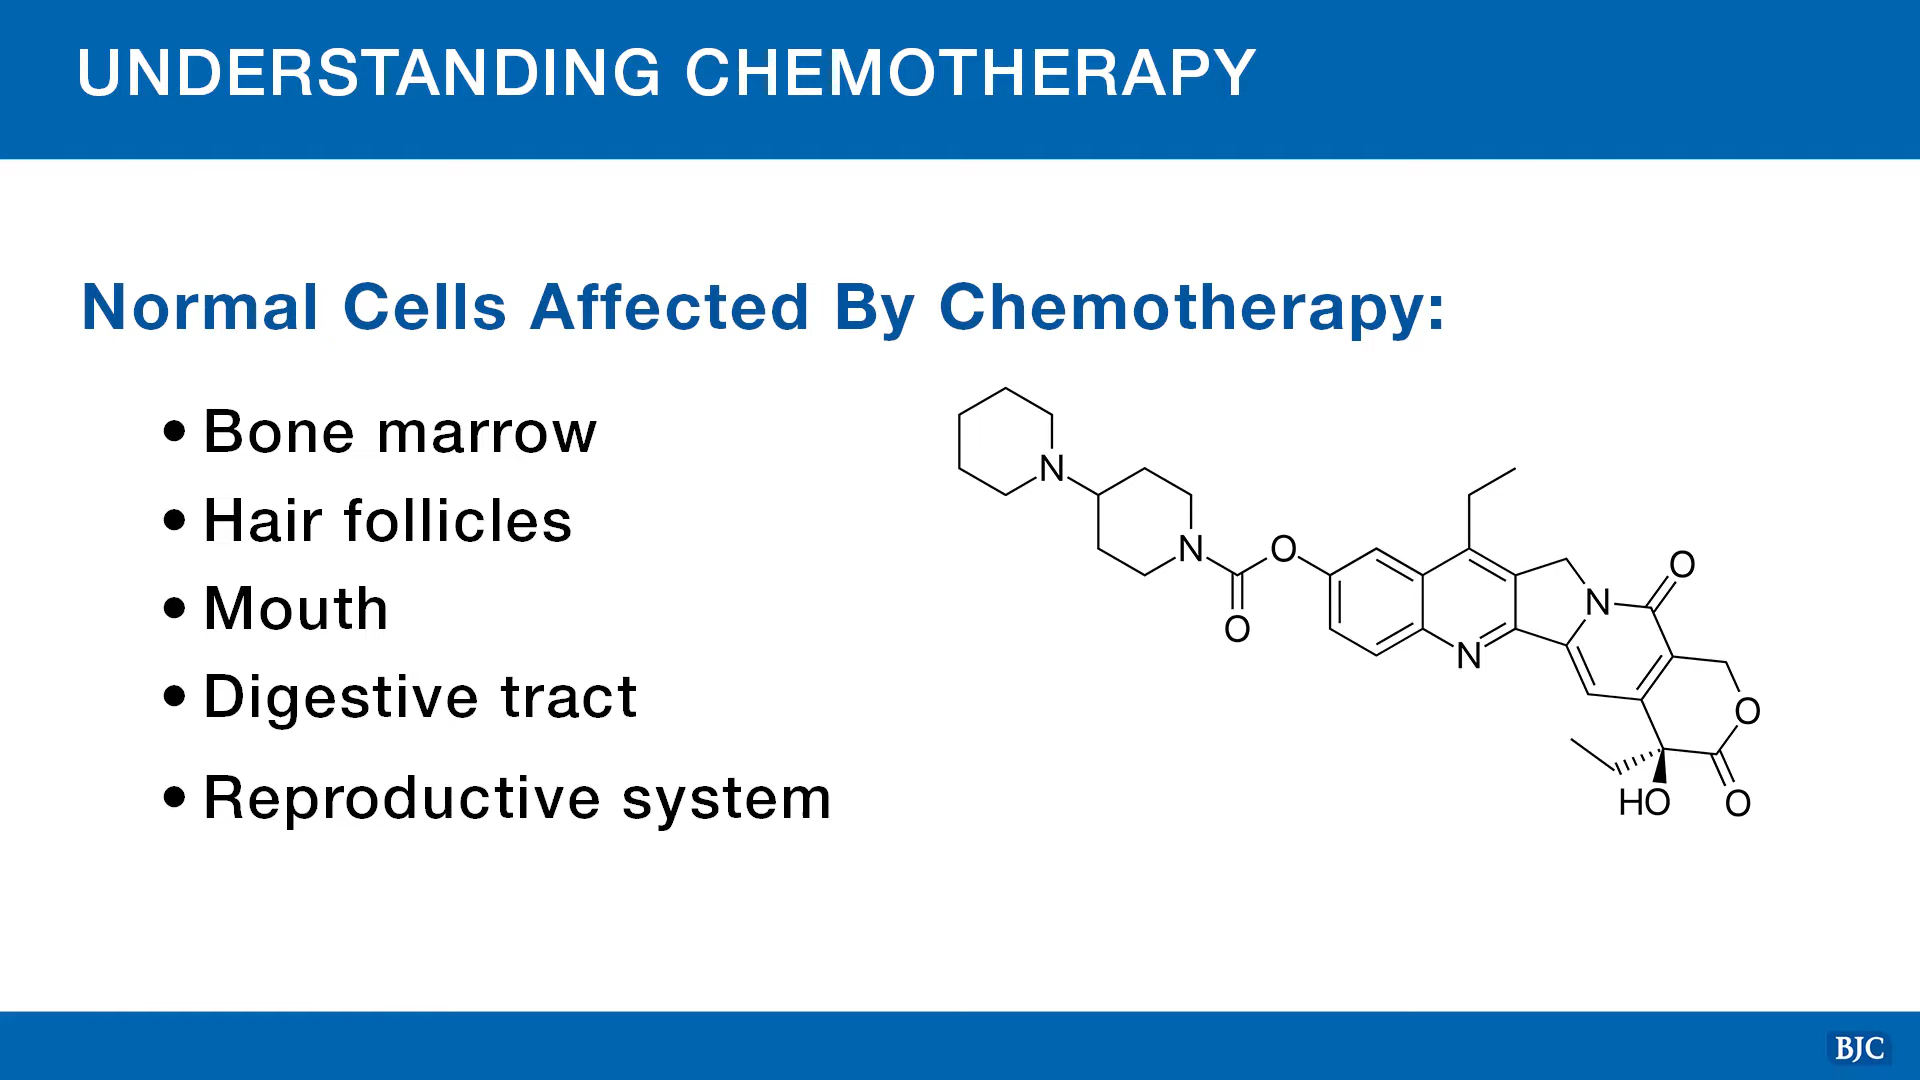 UNDERSTANDING CHEMOTHERAPY
Normal Cells Affected By Chemotherapy:
• Bone marrow
• Hair follicles
• Mouth
• Digestive tract
• Reproductive system
N
N
O
O
N
N
O
O
O
HO
BJC